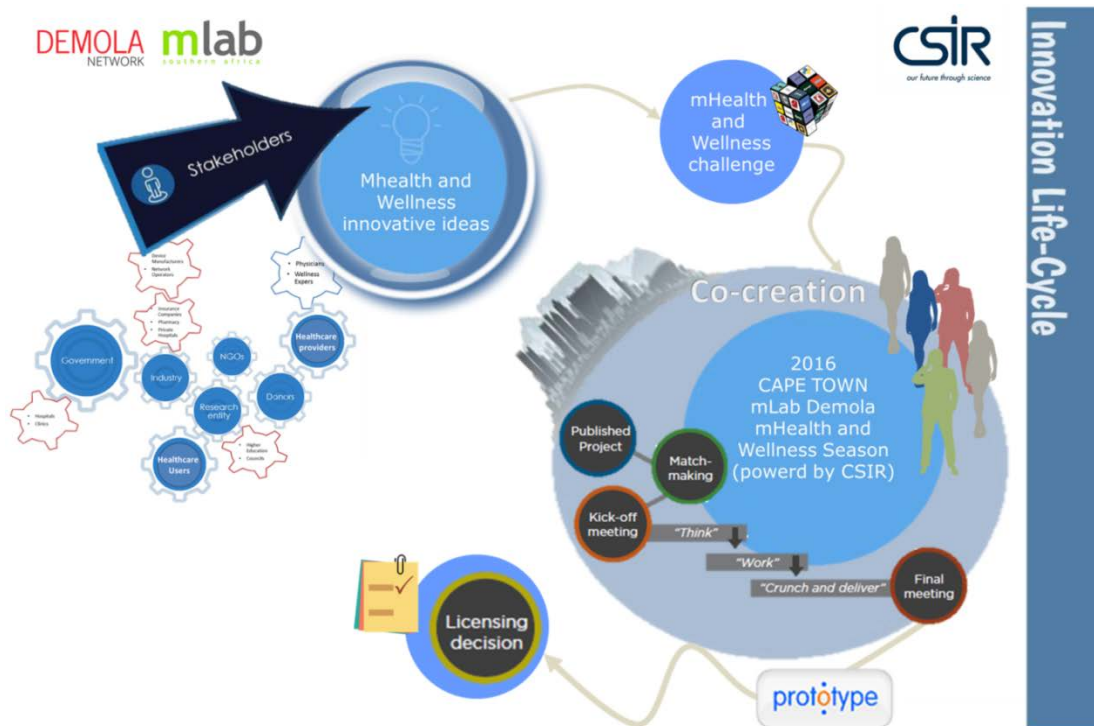 DEMOLA
NETWORK
mlab
southern africa
CSIR
our future through science
Innovation Life-Cycle
Stakeholders
Mhealth and
Wellness
innovative ideas
mHealth
and
Wellness
challenge
Device
Manufacturers
Network
Operators
Physicians
Wellness
Expers
Insurance
Companies
Pharmacy
Private
Hospitals
Government
Industry
NGOs
Healthcare
providers
Research
entity
Donors
Hospitals
Clinics
Healthcare
Users
Higher
Education
Councils
Co-creation
2016
CAPE TOWN
mLab Demola
mHealth and
Wellness Season
(powerd by CSIR)
Published
Project
Match-
making
Kick-off
meeting
“Think”
“Work”
“Crunch and deliver”
Final
meeting
Licensing
decision
prototype